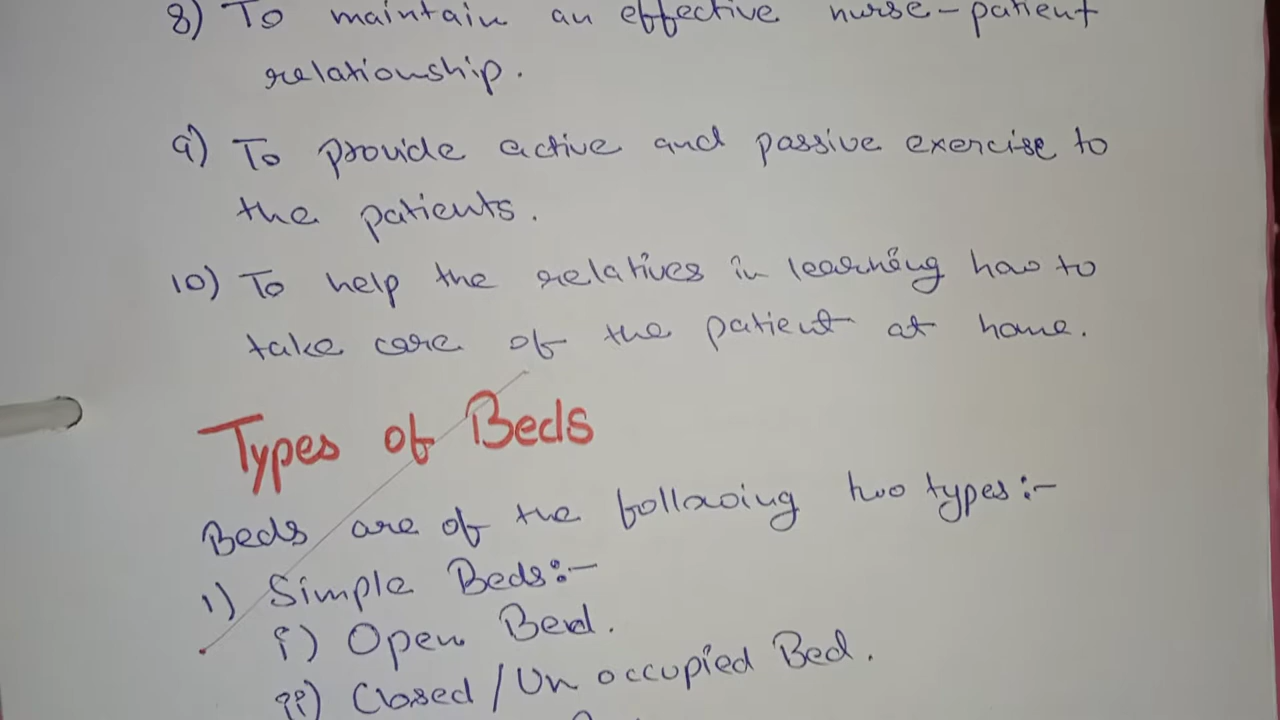 8) To maintain an effective nurse-patient
relationship.
9) To provide active and passive exercise to
the patients.
10) To help the relatives in learning how to
take care of the patient at home.
Types of Beds
Beds are of the following two types:-
1) Simple Beds:-
i) Open Bed.
ii) Closed/Un occupied Bed.